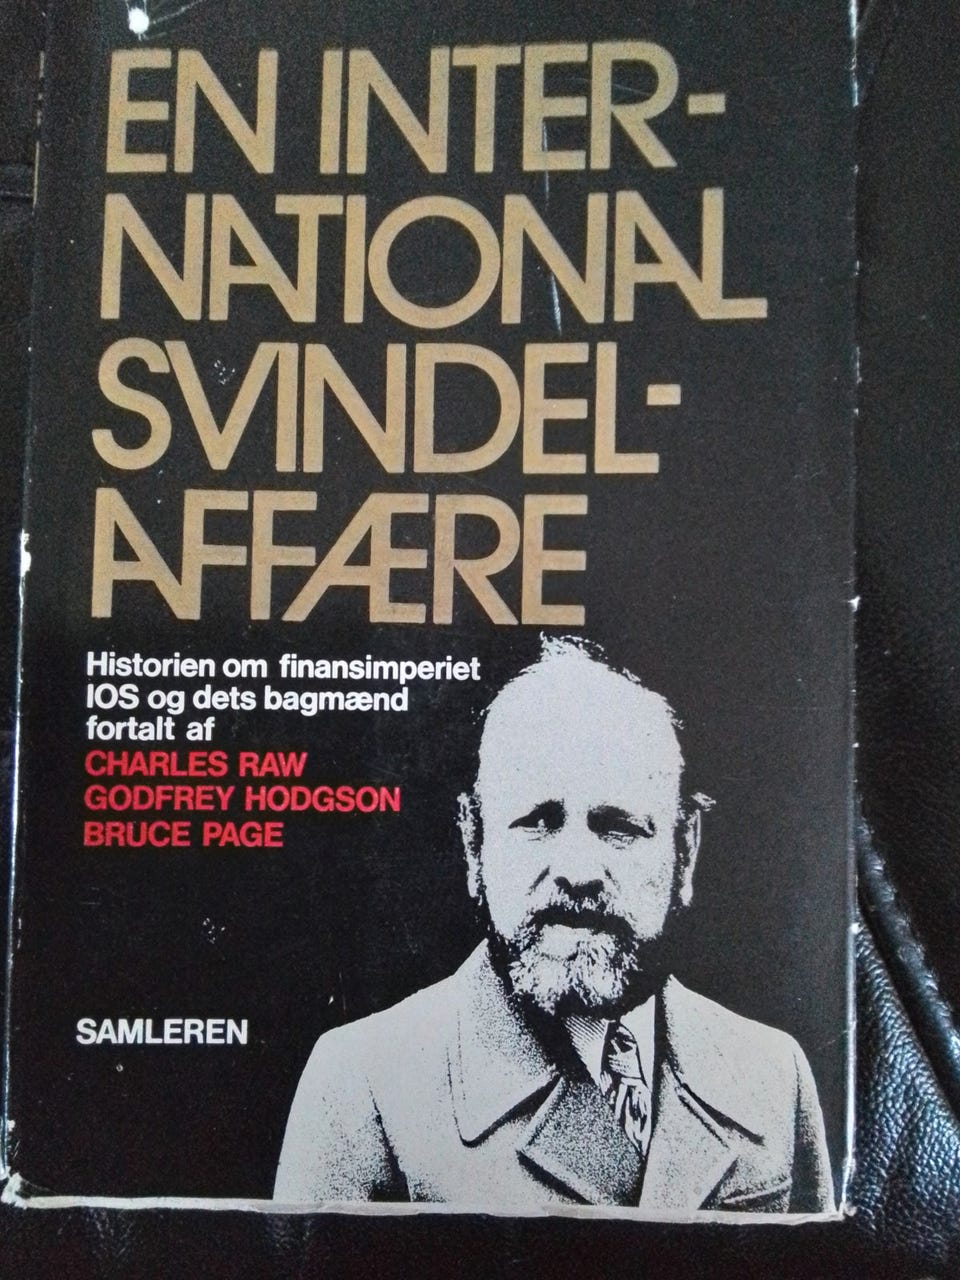 EN INTER-
NATIONAL
SVINDEL-
AFFÆRE
Historien om finansimperiet
IOS og dets bagmænd
fortalt af
CHARLES RAW
GODFREY HODGSON
BRUCE PAGE
SAMLEREN